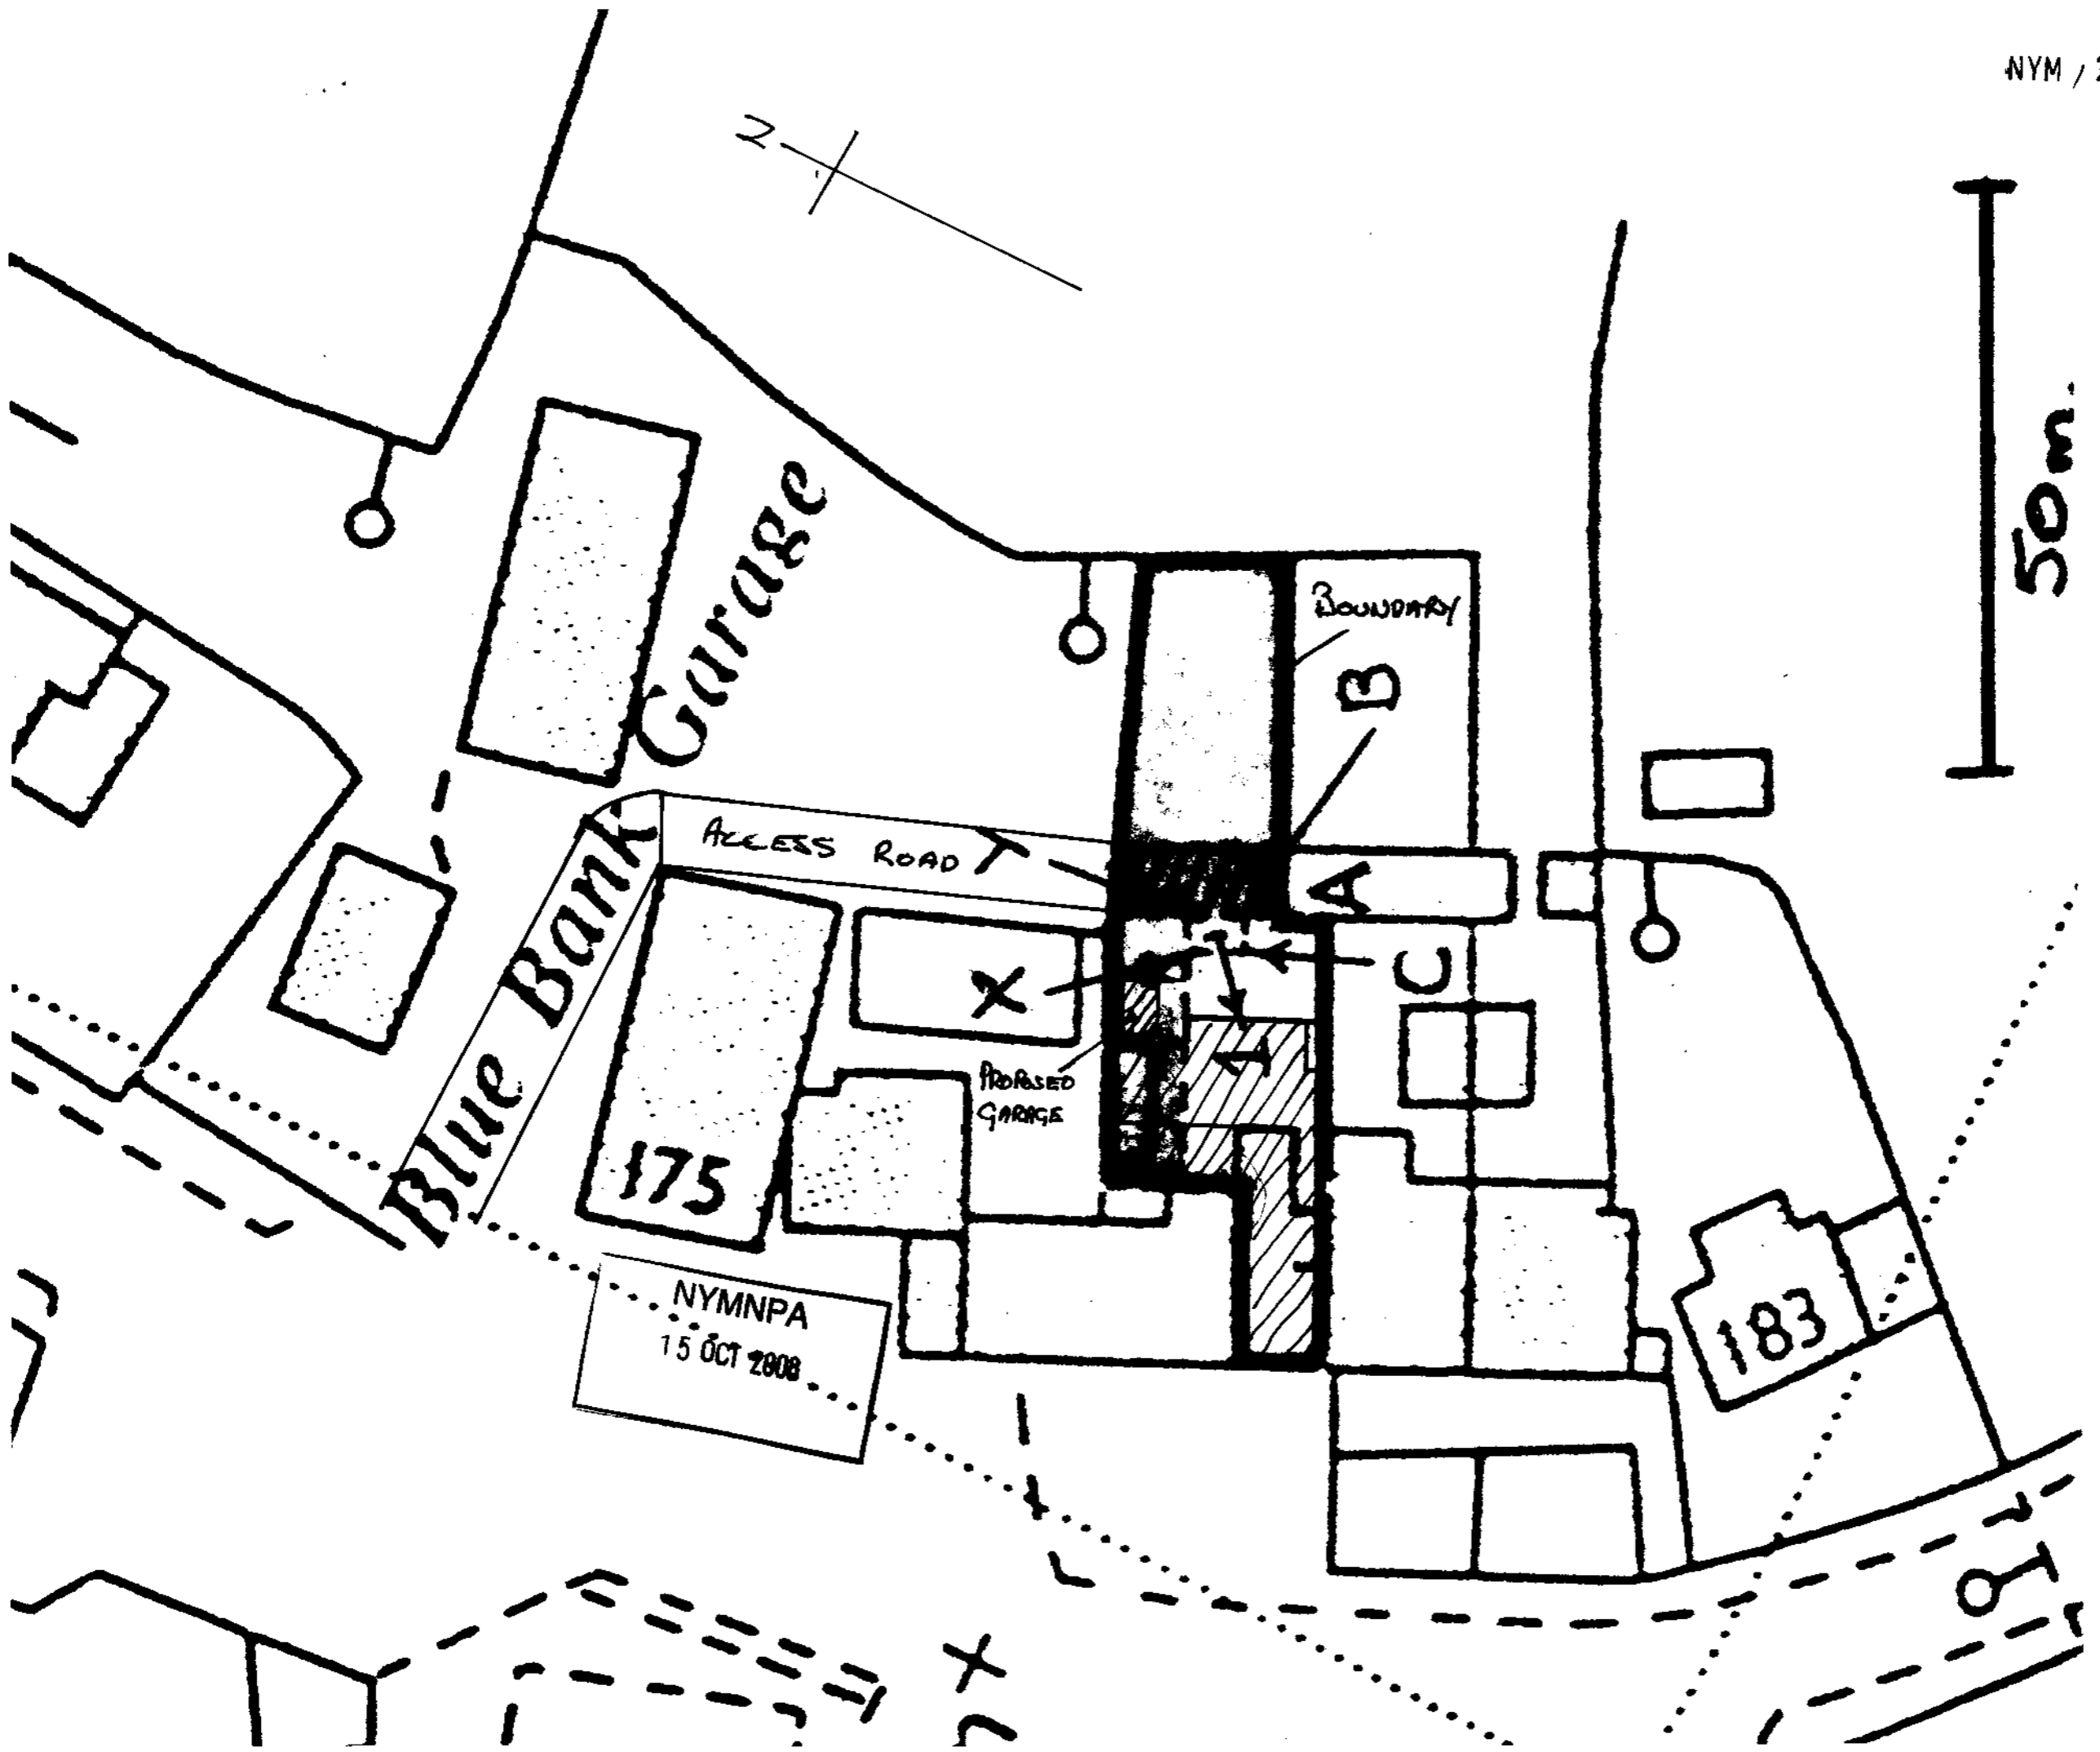 NYM / 2
N
50m.
Garage
BOUNDARY
B
ACCESS ROAD
A
Blue Bank
X
C
PROPOSED
GARAGE
175
183
NYMNPA
15 OCT 2008